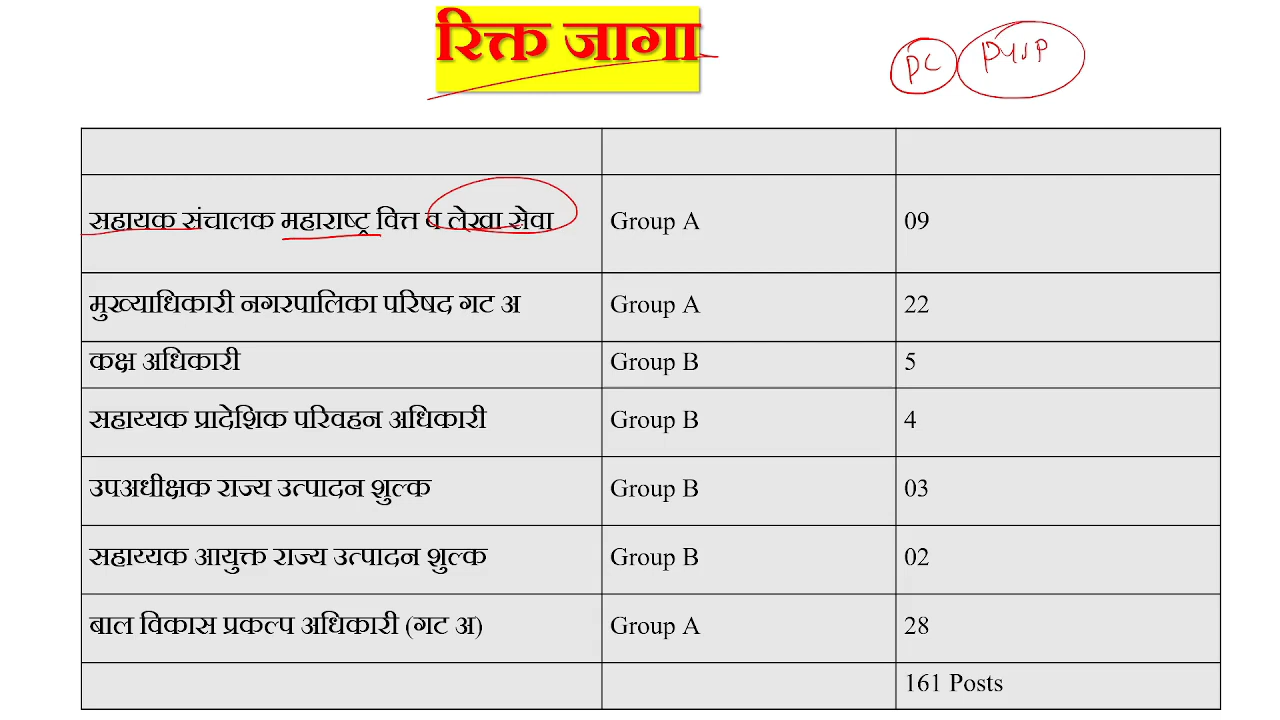 रिक्त जागा
सहायक संचालक महाराष्ट्र वित्त ब लेखा सेवा Group A 09
मुख्याधिकारी नगरपालिका परिषद गट अ Group A 22
कक्ष अधिकारी Group B 5
सहाय्यक प्रादेशिक परिवहन अधिकारी Group B 4
उपअधीक्षक राज्य उत्पादन शुल्क Group B 03
सहाय्यक आयुक्त राज्य उत्पादन शुल्क Group B 02
बाल विकास प्रकल्प अधिकारी (गट अ) Group A 28
161 Posts